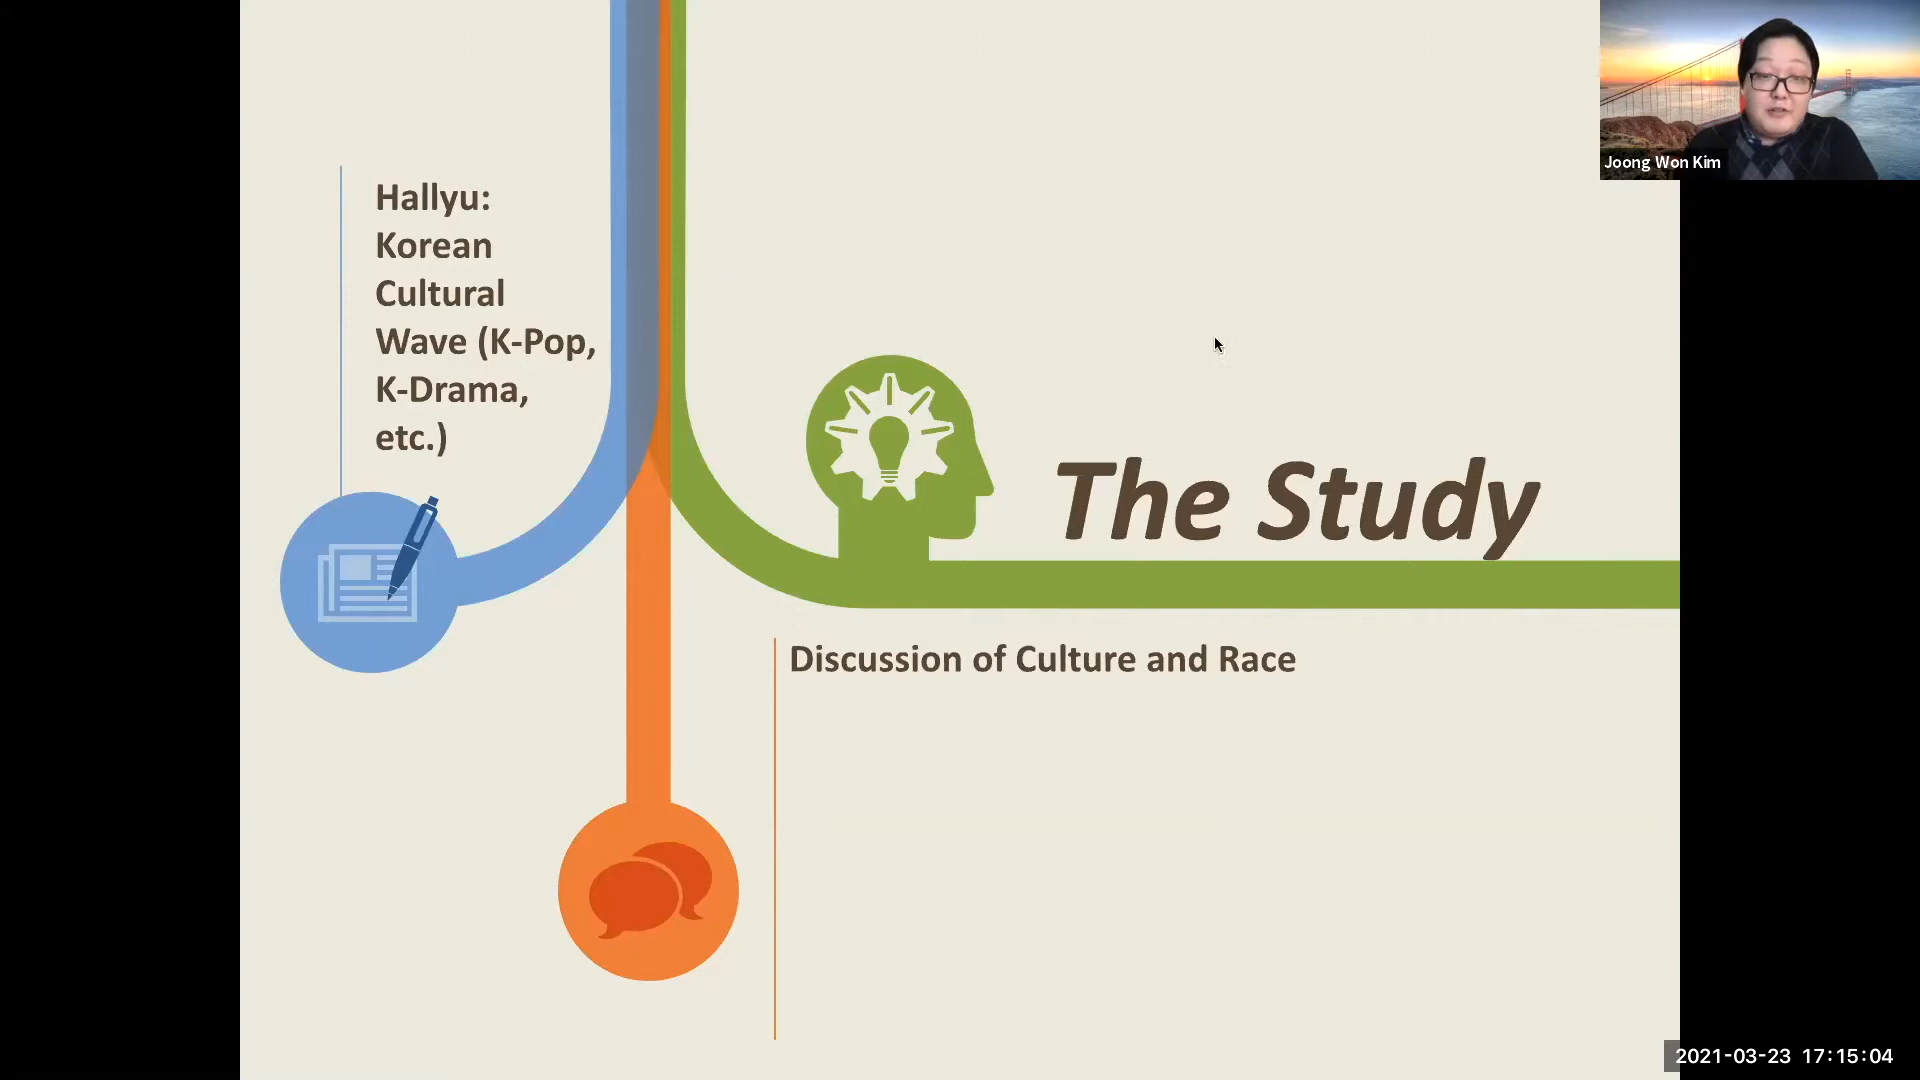 Hallyu:
Korean
Cultural
Wave (K-Pop,
K-Drama,
etc.)
The Study
Discussion of Culture and Race
Joong Won Kim
2021-03-23 17:15:04